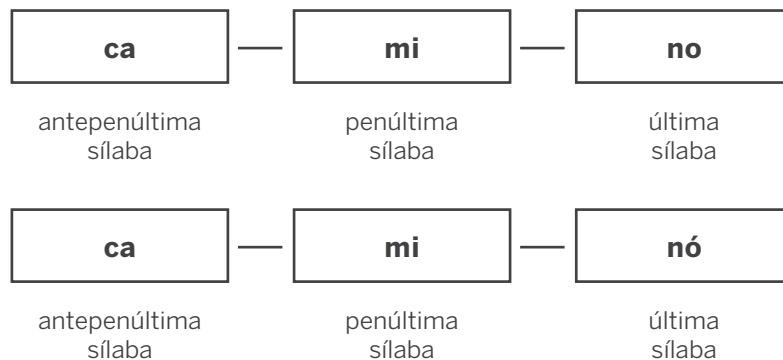 ca — mi — no
antepenúltima penúltima última
sílaba sílaba sílaba
ca — mi — nó
antepenúltima penúltima última
sílaba sílaba sílaba